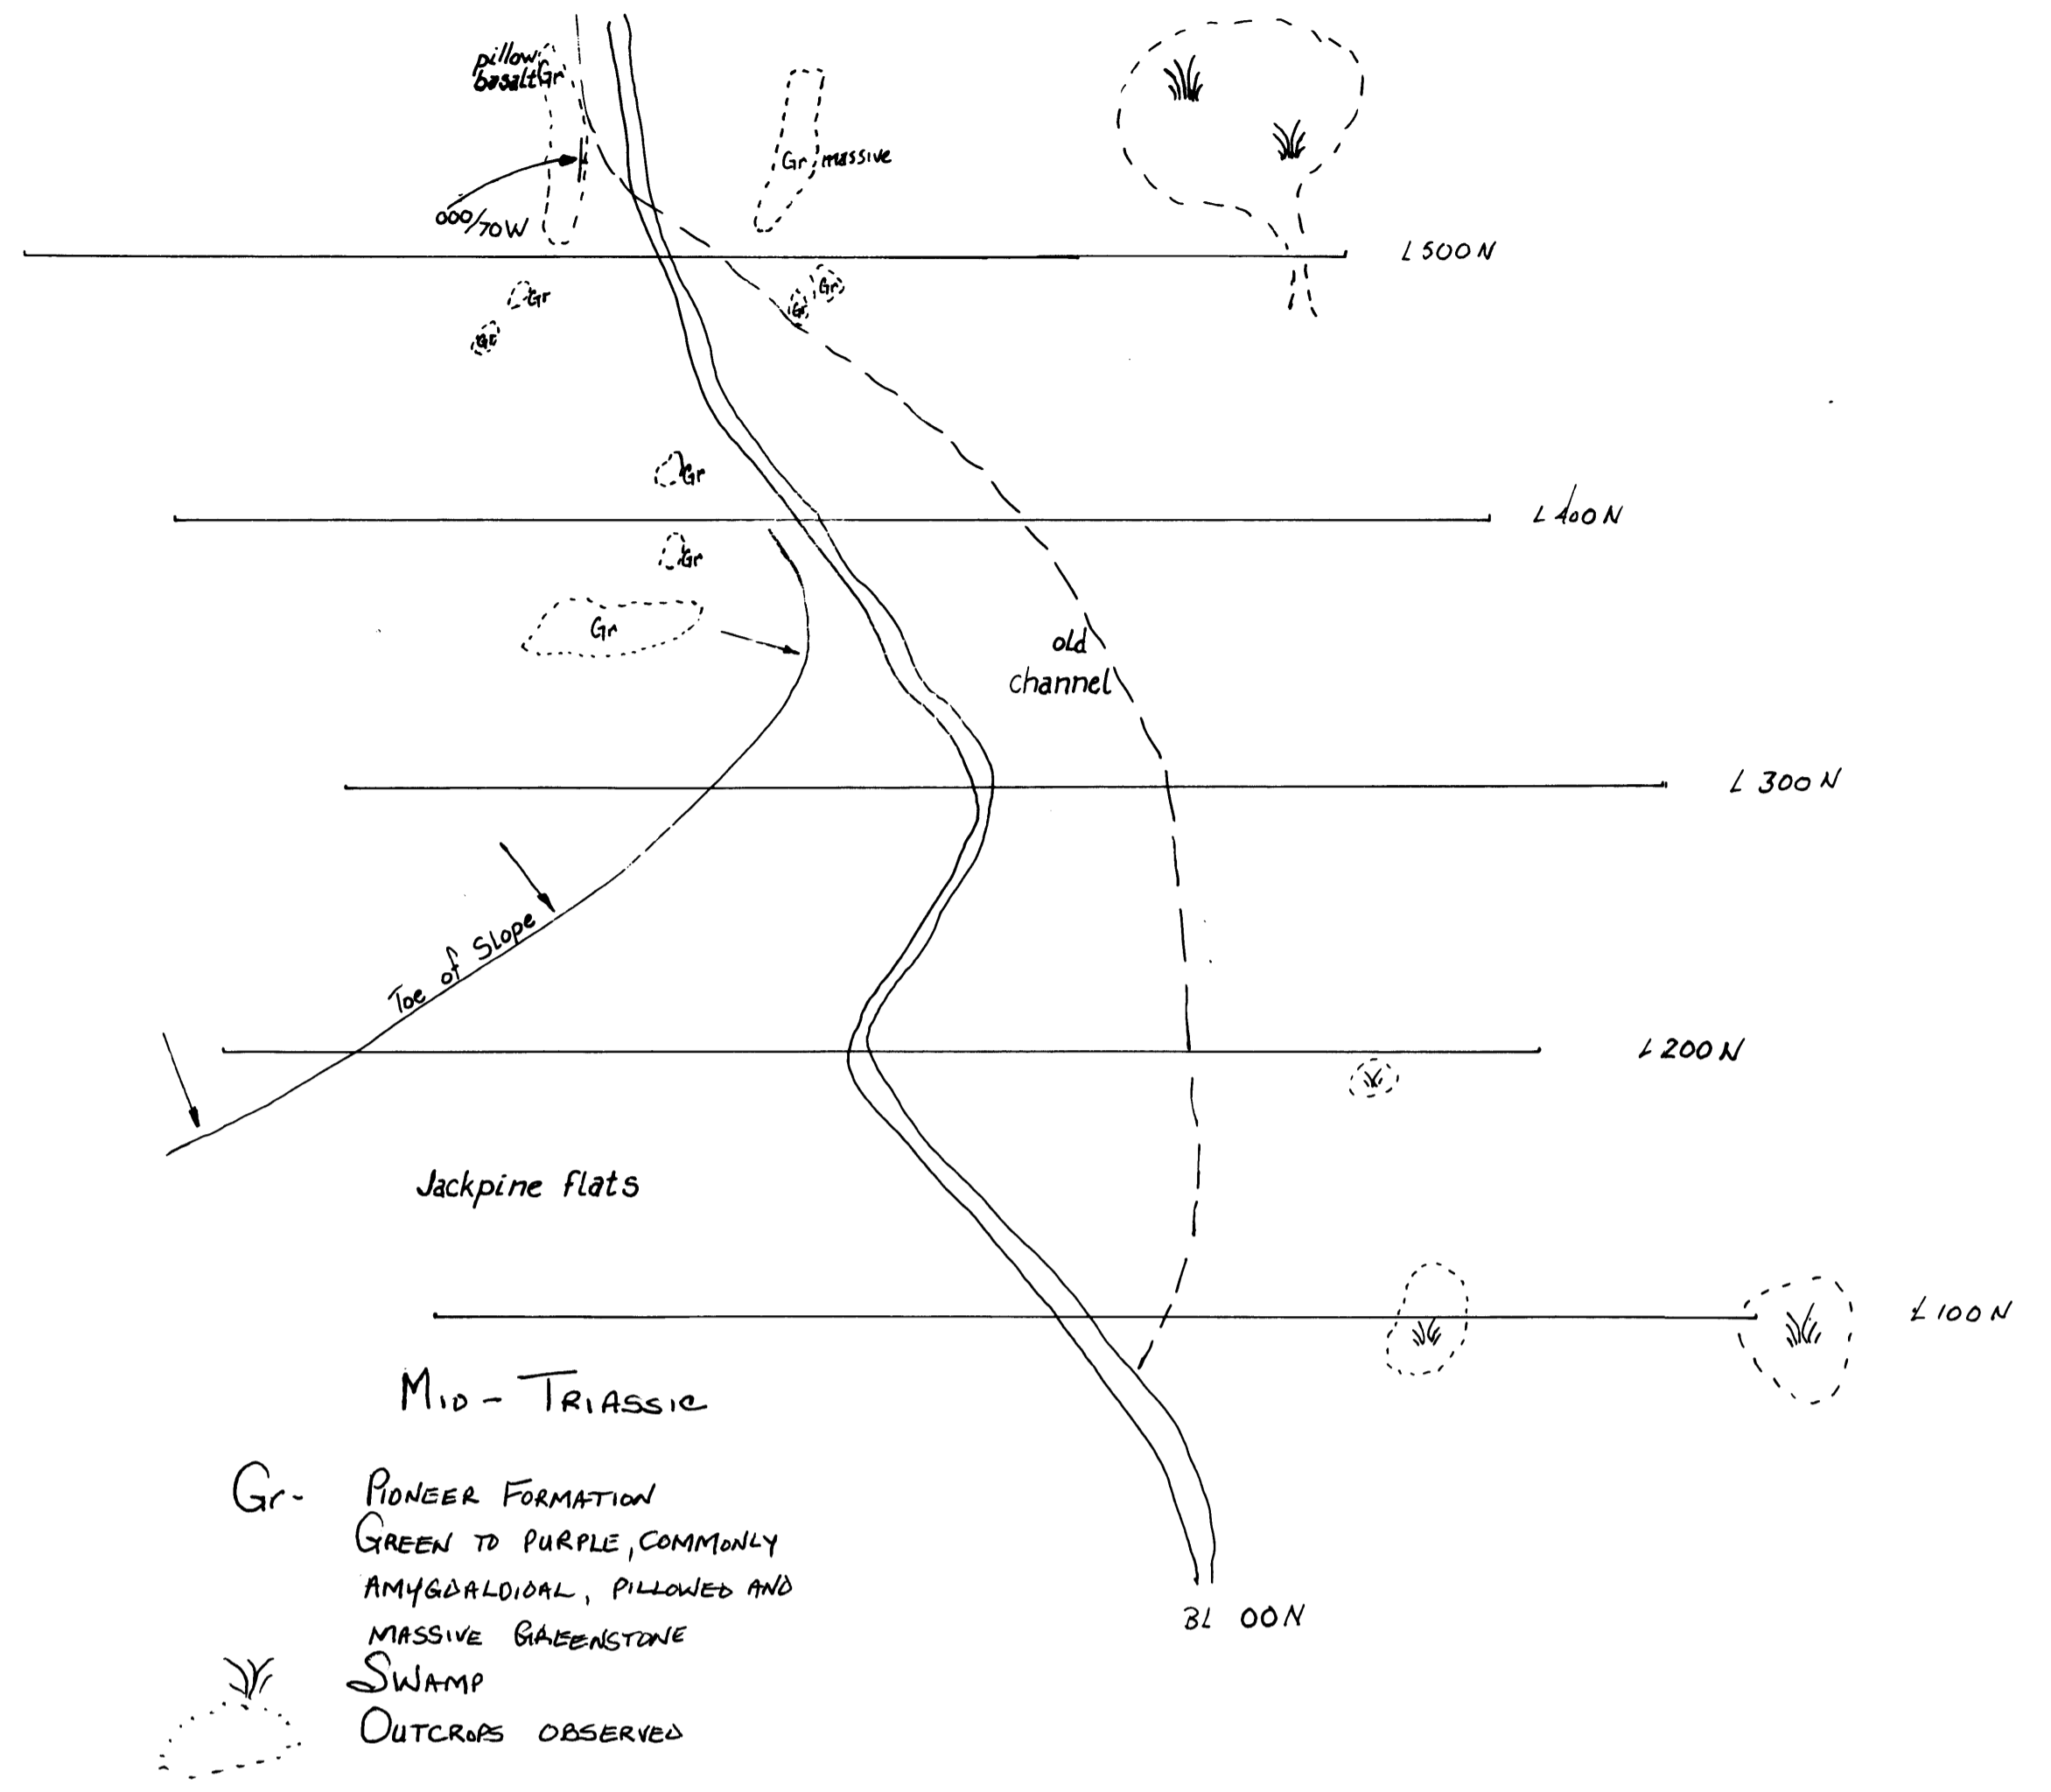 pillow
basalt Gr
Gr massive
000/70W
L 500 N
Gr
Gr
Gr
Gr
Gr
L 400 N
Gr
Gr
old
channel
L 300 N
Toe of Slope
L 200 N
Jackpine flats
L 100 N
MID - TRIASSIC
Gr- PIONEER FORMATION
GREEN TO PURPLE, COMMONLY
AMYGDALDIDAL, PILLOWED AND
MASSIVE GREENSTONE
SWAMP
OUTCROPS OBSERVED
BL 00N